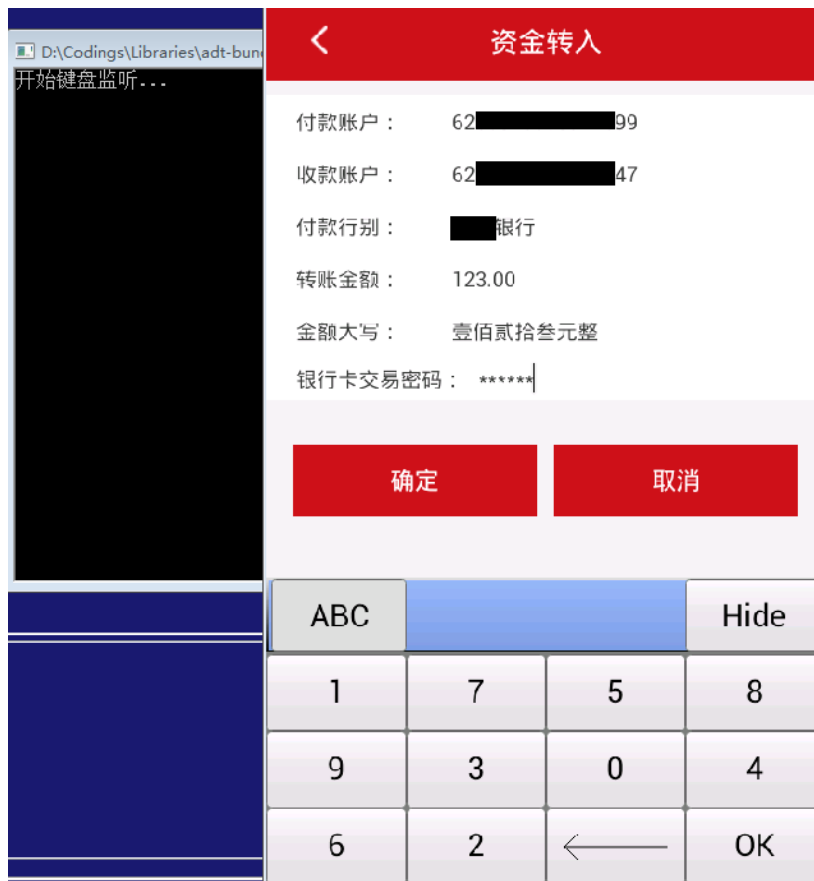 D:\Codings\Libraries\adt-bun
开始键盘监听...
资金转入
付款账户： 62 99
收款账户： 62 47
付款行别： 银行
转账金额： 123.00
金额大写： 壹佰贰拾叁元整
银行卡交易密码： ******
确定 取消
ABC Hide
1 7 5 8
9 3 0 4
6 2 OK